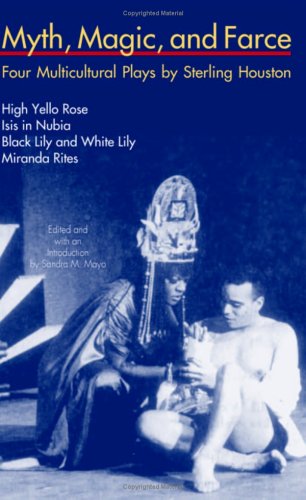 Myth, Magic, and Farce
Four Multicultural Plays by Sterling Houston
High Yello Rose
Isis in Nubia
Black Lily and White Lily
Miranda Rites
Edited and
with an
Introduction
by Sandra M. Mayo